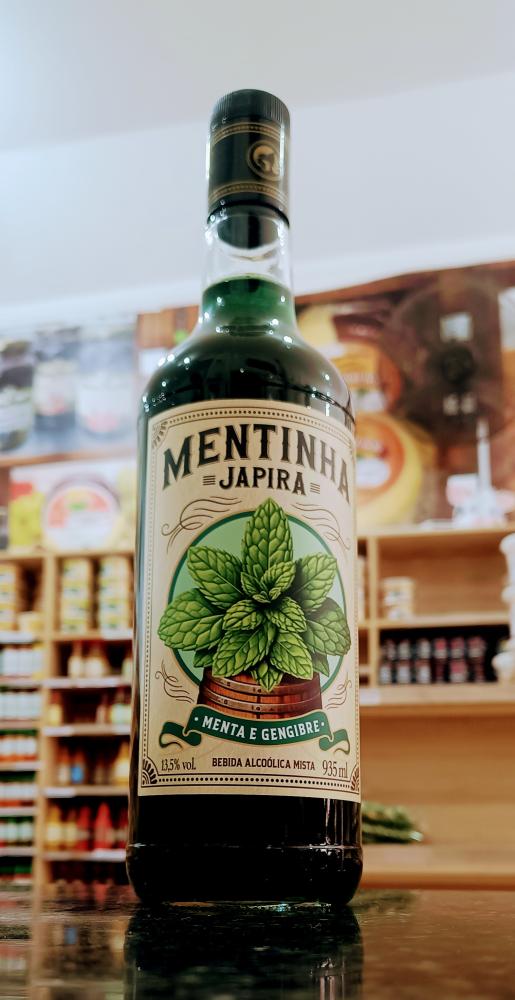 MENTINHA
JAPIRA
MENTA E GENGIBRE
13,5% vol. BEBIDA ALCOÓLICA MISTA 935 ml